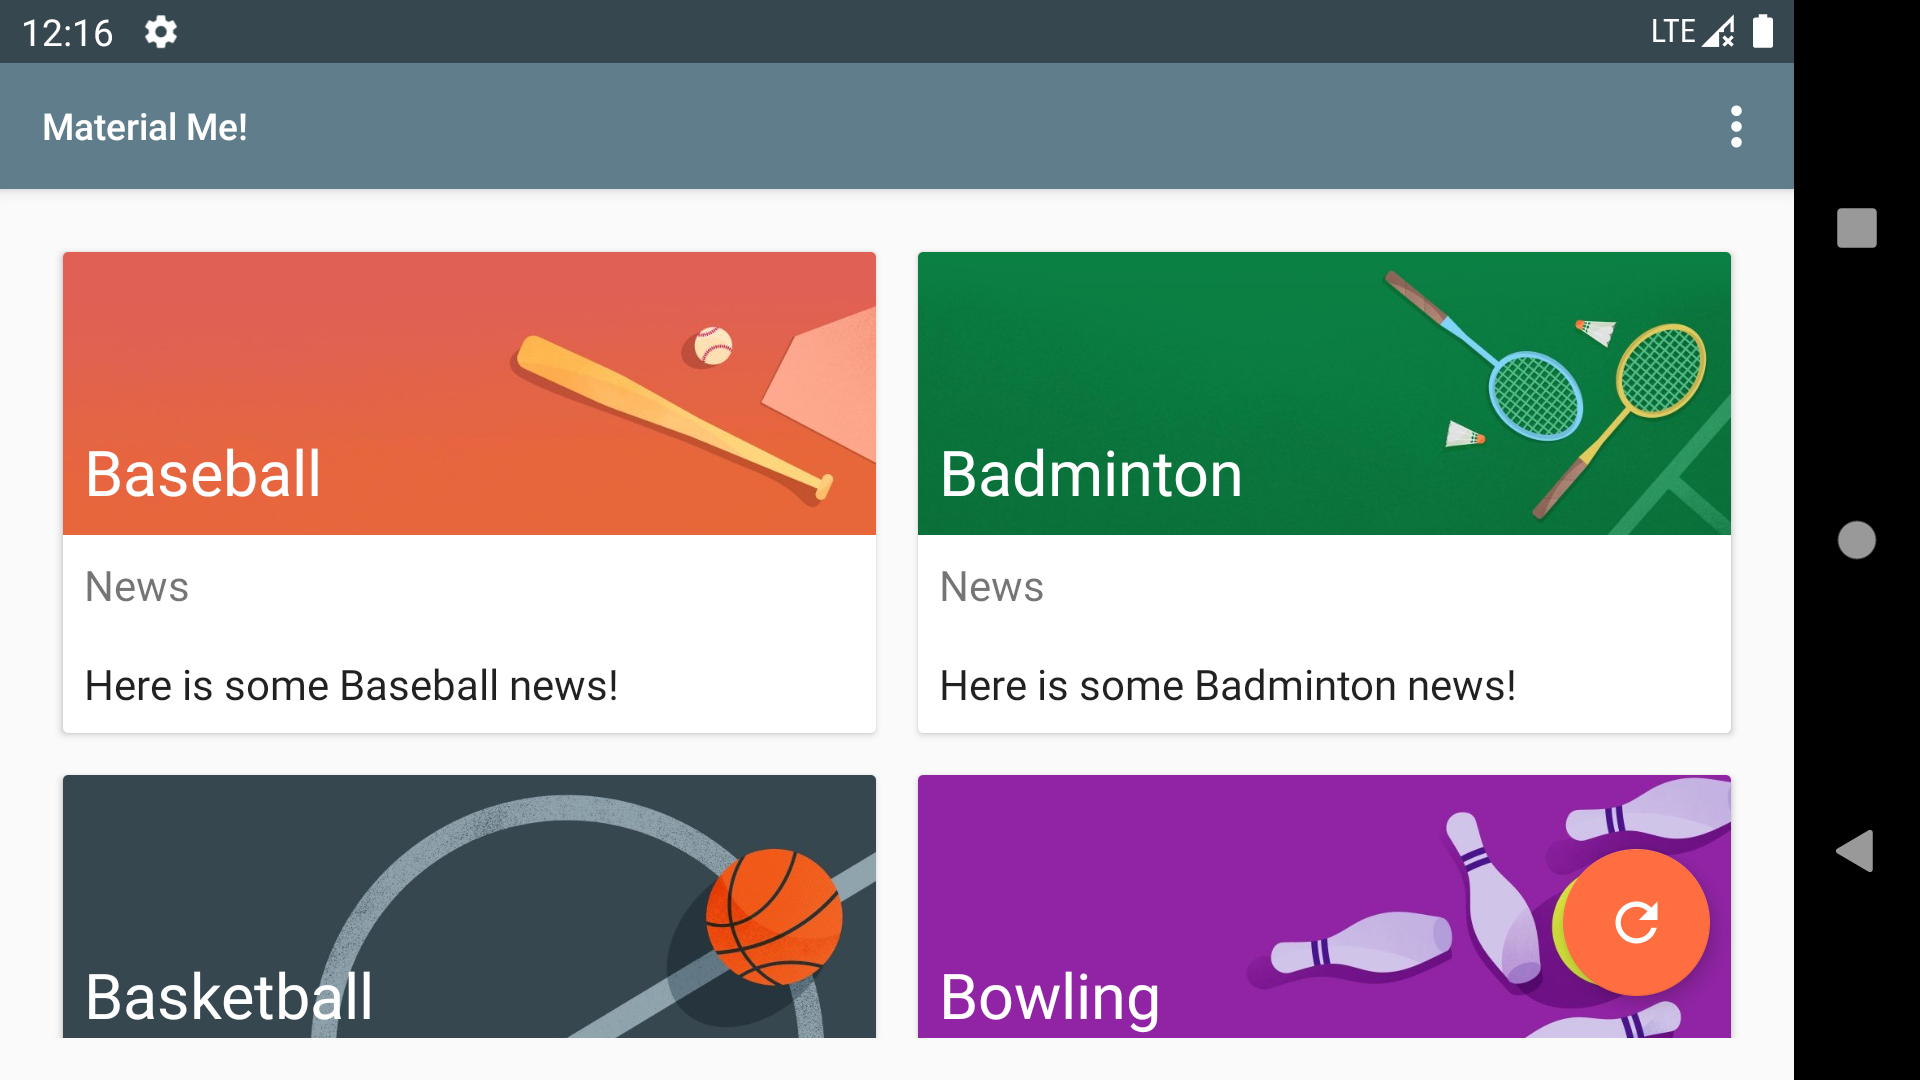 12:16
LTE
Material Me!
Baseball
News
Here is some Baseball news!
Badminton
News
Here is some Badminton news!
Basketball
Bowling